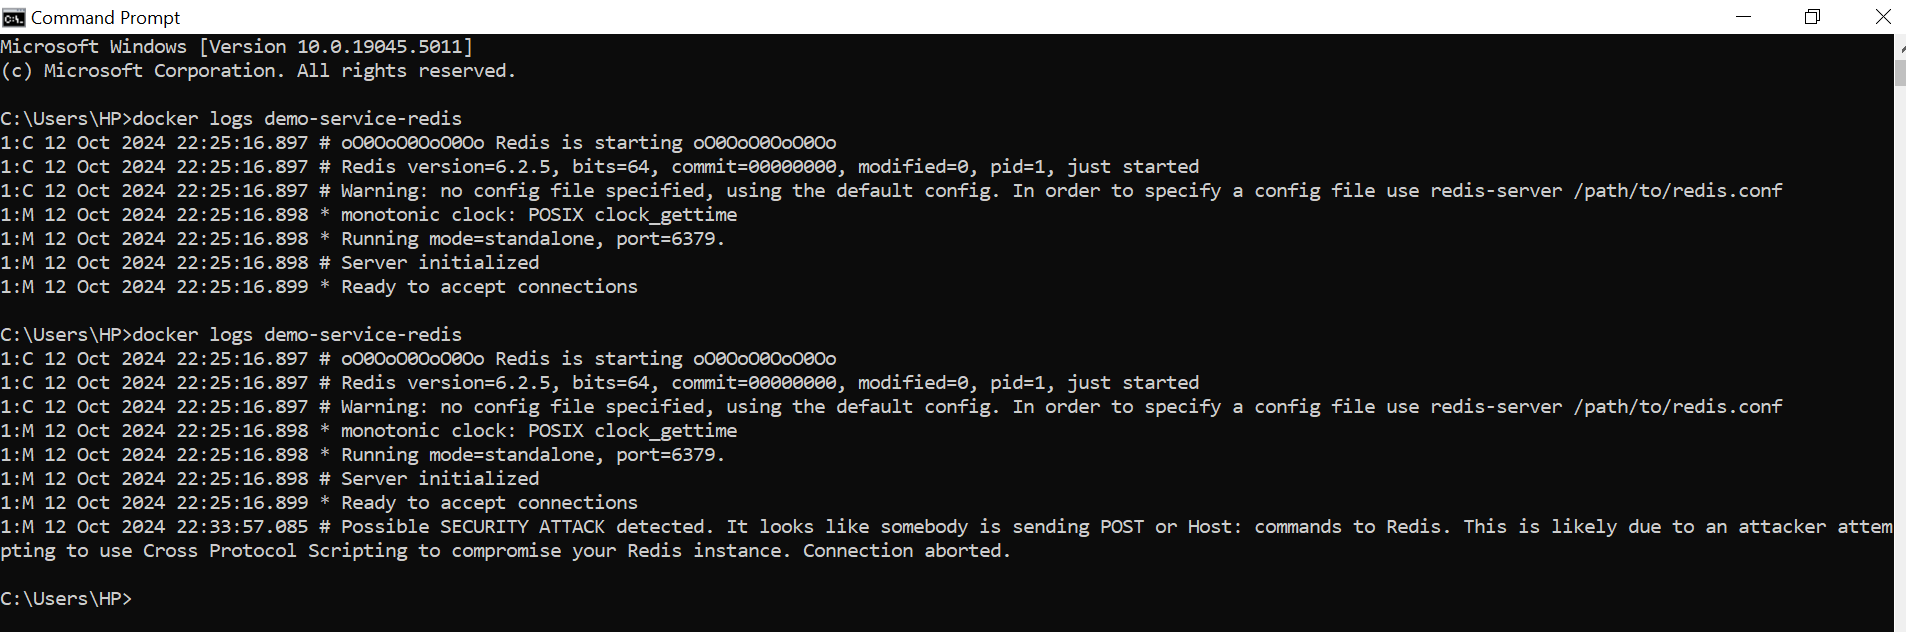 Command Prompt
Microsoft Windows [Version 10.0.19045.5011]
(c) Microsoft Corporation. All rights reserved.
C:\Users\HP>docker logs demo-service-redis
1:C 12 Oct 2024 22:25:16.897 # oO0OoO0OoO0Oo Redis is starting oO0OoO0OoO0Oo
1:C 12 Oct 2024 22:25:16.897 # Redis version=6.2.5, bits=64, commit=00000000, modified=0, pid=1, just started
1:C 12 Oct 2024 22:25:16.897 # Warning: no config file specified, using the default config. In order to specify a config file use redis-server /path/to/redis.conf
1:M 12 Oct 2024 22:25:16.898 * monotonic clock: POSIX clock_gettime
1:M 12 Oct 2024 22:25:16.898 * Running mode=standalone, port=6379.
1:M 12 Oct 2024 22:25:16.898 # Server initialized
1:M 12 Oct 2024 22:25:16.899 * Ready to accept connections
C:\Users\HP>docker logs demo-service-redis
1:C 12 Oct 2024 22:25:16.897 # oO0OoO0OoO0Oo Redis is starting oO0OoO0OoO0Oo
1:C 12 Oct 2024 22:25:16.897 # Redis version=6.2.5, bits=64, commit=00000000, modified=0, pid=1, just started
1:C 12 Oct 2024 22:25:16.897 # Warning: no config file specified, using the default config. In order to specify a config file use redis-server /path/to/redis.conf
1:M 12 Oct 2024 22:25:16.898 * monotonic clock: POSIX clock_gettime
1:M 12 Oct 2024 22:25:16.898 * Running mode=standalone, port=6379.
1:M 12 Oct 2024 22:25:16.898 # Server initialized
1:M 12 Oct 2024 22:25:16.899 * Ready to accept connections
1:M 12 Oct 2024 22:33:57.085 # Possible SECURITY ATTACK detected. It looks like somebody is sending POST or Host: commands to Redis. This is likely due to an attacker attem
pting to use Cross Protocol Scripting to compromise your Redis instance. Connection aborted.
C:\Users\HP>